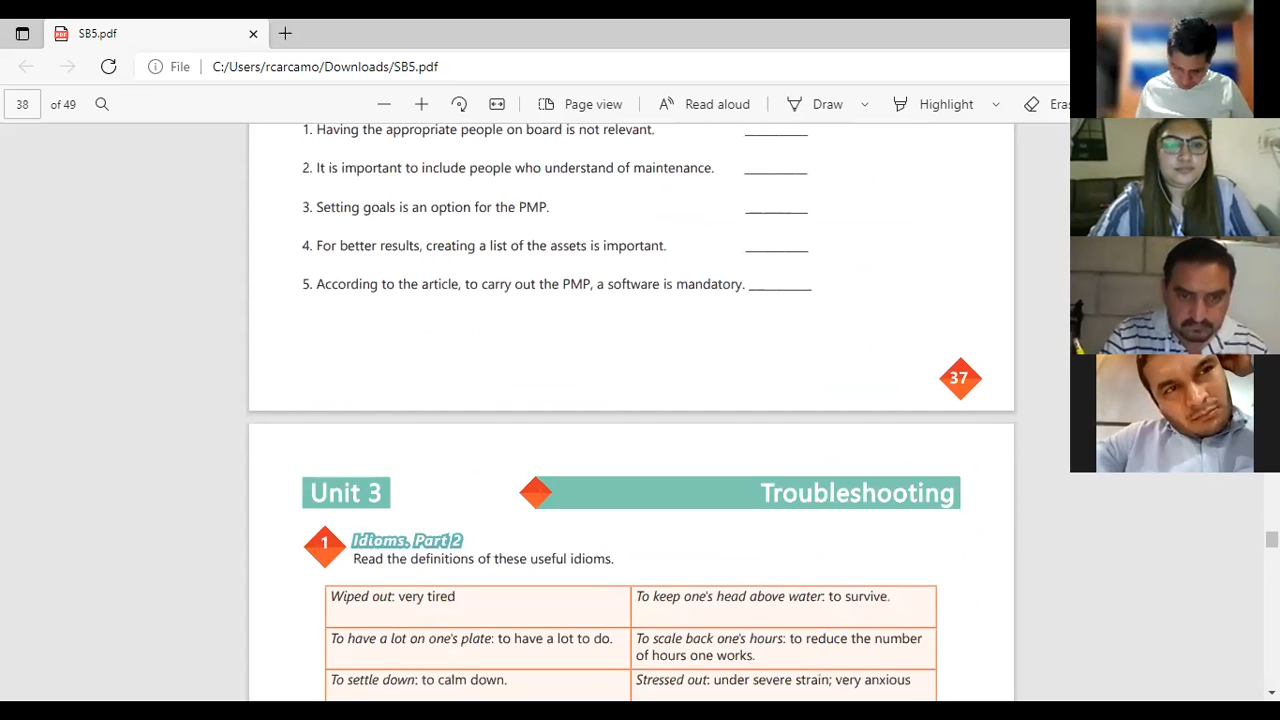 SB5.pdf
File C:/Users/rcarcamo/Downloads/SB5.pdf
38 of 49 Page view Read aloud Draw Highlight Eras
1. Having the appropriate people on board is not relevant. ________
2. It is important to include people who understand of maintenance. ________
3. Setting goals is an option for the PMP. ________
4. For better results, creating a list of the assets is important. ________
5. According to the article, to carry out the PMP, a software is mandatory. ________
37
Unit 3 Troubleshooting
1 Idioms. Part 2
Read the definitions of these useful idioms.
Wiped out: very tired
To keep one's head above water: to survive.
To have a lot on one's plate: to have a lot to do.
To scale back one's hours: to reduce the number
of hours one works.
To settle down: to calm down.
Stressed out: under severe strain; very anxious